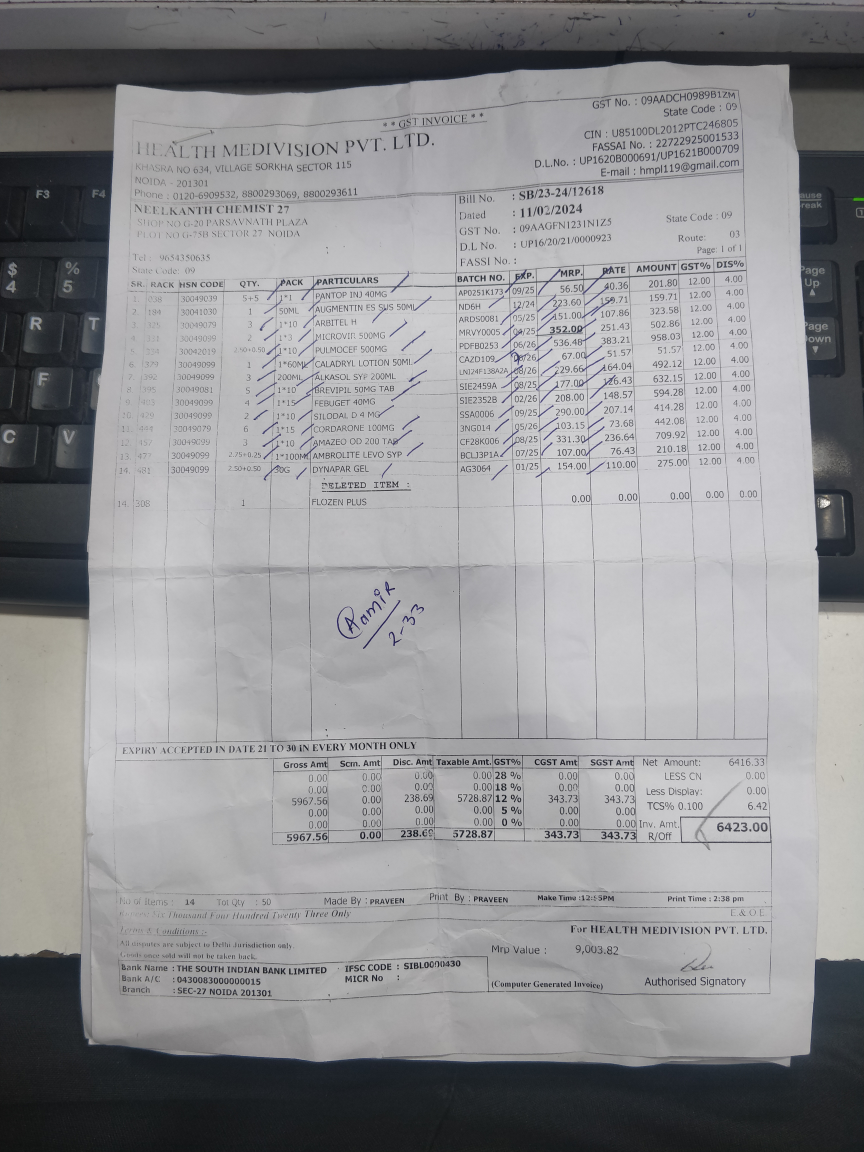 ** GST INVOICE **
GST No. : 09AADCH0989B1ZM
State Code : 09
HEALTH MEDIVISION PVT. LTD.
CIN : U85100DL2012PTC246805
KHASRA NO 634, VILLAGE SORKHA SECTOR 115
FASSAI No. : 22722925001533
NOIDA - 201301
D.L.No. : UP1620B000691/UP1621B000709
Phone : 0120-6909532, 8800293069, 8800293611
E-mail : hmpl119@gmail.com
NEELKANTH CHEMIST 27
SHOP NO G-20 PARSAVNATH PLAZA
PLOT NO G-75B SECTOR 27 NOIDA
Tel : 9654350635
State Code: 09
Bill No. : SB/23-24/12618
Dated : 11/02/2024
GST No. : 09AAGFN1231N1Z5 State Code : 09
D.L No. : UP16/20/21/0000923 Route: 03
FASSI No. : Page: 1 of 1
SR. RACK HSN CODE QTY. PACK PARTICULARS BATCH NO. EXP. MRP. RATE AMOUNT GST% DIS%
1. 30049039 5+5 1*1 PANTOP INJ 40MG AP0251K173 09/25 56.50 40.36 201.80 12.00 4.00
2. 184 30041030 1 50ML AUGMENTIN ES SUS 50ML ND6H 12/24 223.60 159.71 159.71 12.00 4.00
3. 30049079 3 1*10 ARBITEL H ARDS0081 05/25 151.00 107.86 323.58 12.00 4.00
4. 30049099 2 1*3 MICROVIR 500MG MRVY0005 352.00 251.43 502.86 12.00 4.00
5. 30042019 2.50+0.50 1*10 PULMOCEF 500MG PDFB0253 06/26 536.48 383.21 958.03 12.00 4.00
6. 379 30049099 1 1*60ML CALADRYL LOTION 50ML CAZD109 67.00 51.57 51.57 12.00 4.00
7. 392 30049099 3 200ML ALKASOL SYP 200ML LN124F138A2A 08/26 229.66 164.04 492.12 12.00 4.00
8. 395 30049081 5 1*10 BREVIPIL 50MG TAB SIE2459A 08/25 177.00 126.43 632.15 12.00 4.00
9. 403 30049099 4 1*15 FEBUGET 40MG SIE2352B 02/26 208.00 148.57 594.28 12.00 4.00
10. 429 30049099 2 1*10 SILODAL D 4 MG SSA0006 09/25 290.00 207.14 414.28 12.00 4.00
11. 444 30049079 6 1*15 CORDARONE 100MG 3NG014 05/26 103.15 73.68 442.08 12.00 4.00
12. 452 30049099 3 1*10 AMAZEO OD 200 TAB CF28K006 08/25 331.30 236.64 709.92 12.00 4.00
13. 477 30049099 2.75+0.25 1*100ML AMBROLITE LEVO SYP BCLJ3P1A 07/25 107.00 76.43 210.18 12.00 4.00
14. 481 30049099 2.50+0.50 30G DYNAPAR GEL AG3064 01/25 154.00 110.00 275.00 12.00 4.00
DELETED ITEM :
14. 308 1 FLOZEN PLUS 0.00 0.00 0.00 0.00 0.00
Aamir
2-33
EXPIRY ACCEPTED IN DATE 21 TO 30 IN EVERY MONTH ONLY
Gross Amt Scm. Amt Disc. Amt Taxable Amt. GST% CGST Amt SGST Amt
0.00 0.00 0.00 0.00 28 % 0.00 0.00
0.00 0.00 0.00 0.00 18 % 0.00 0.00
5967.56 0.00 238.69 5728.87 12 % 343.73 343.73
0.00 0.00 0.00 0.00 5 % 0.00 0.00
0.00 0.00 0.00 0.00 0 % 0.00 0.00
5967.56 0.00 238.69 5728.87 343.73 343.73
Net Amount: 6416.33
LESS CN 0.00
Less Display: 0.00
TCS% 0.100 6.42
Inv. Amt. 6423.00
R/Off
No of Items : 14 Tot Qty : 50 Made By : PRAVEEN Print By : PRAVEEN Make Time :12:55PM Print Time : 2:38 pm
Rupees Six Thousand Four Hundred Twenty Three Only E & O.E
Terms & Conditions :-
All disputes are subject to Delhi Jurisdiction only.
Goods once sold will not be taken back.
For HEALTH MEDIVISION PVT. LTD.
Mrp Value : 9,003.82
Bank Name : THE SOUTH INDIAN BANK LIMITED IFSC CODE : SIBL0000430
Bank A/C : 0430083000000015 MICR No :
Branch : SEC-27 NOIDA 201301
(Computer Generated Invoice)
Authorised Signatory
F3
F4
$
4
%
5
R
T
F
C
V
Pause
Break
Page
Up
Page
Down